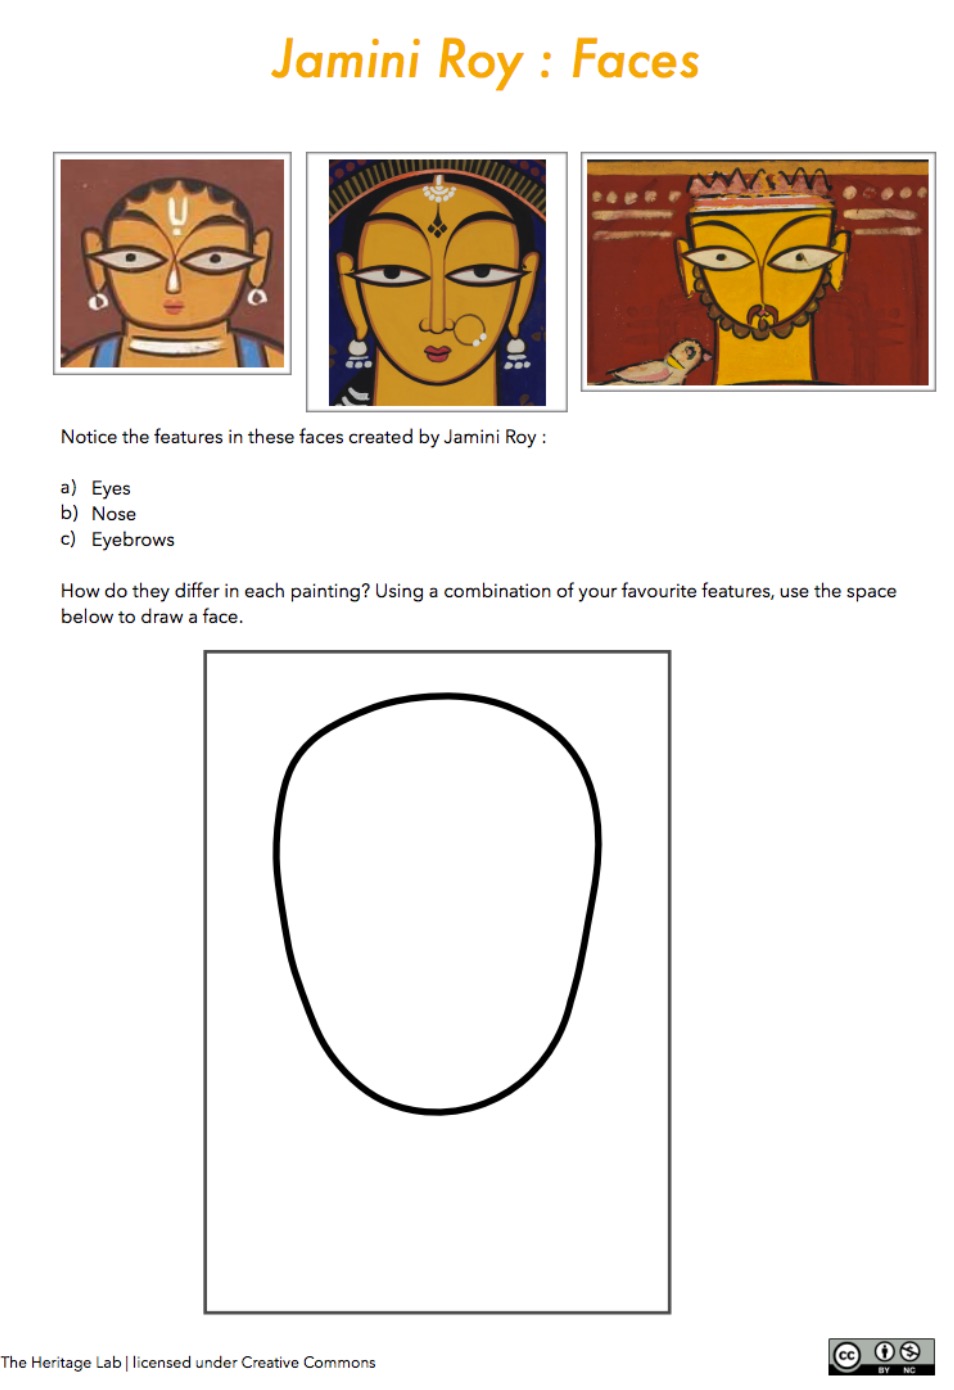 Jamini Roy : Faces
Notice the features in these faces created by Jamini Roy :
a) Eyes
b) Nose
c) Eyebrows
How do they differ in each painting? Using a combination of your favourite features, use the space
below to draw a face.
The Heritage Lab | licensed under Creative Commons
cc
BY NC